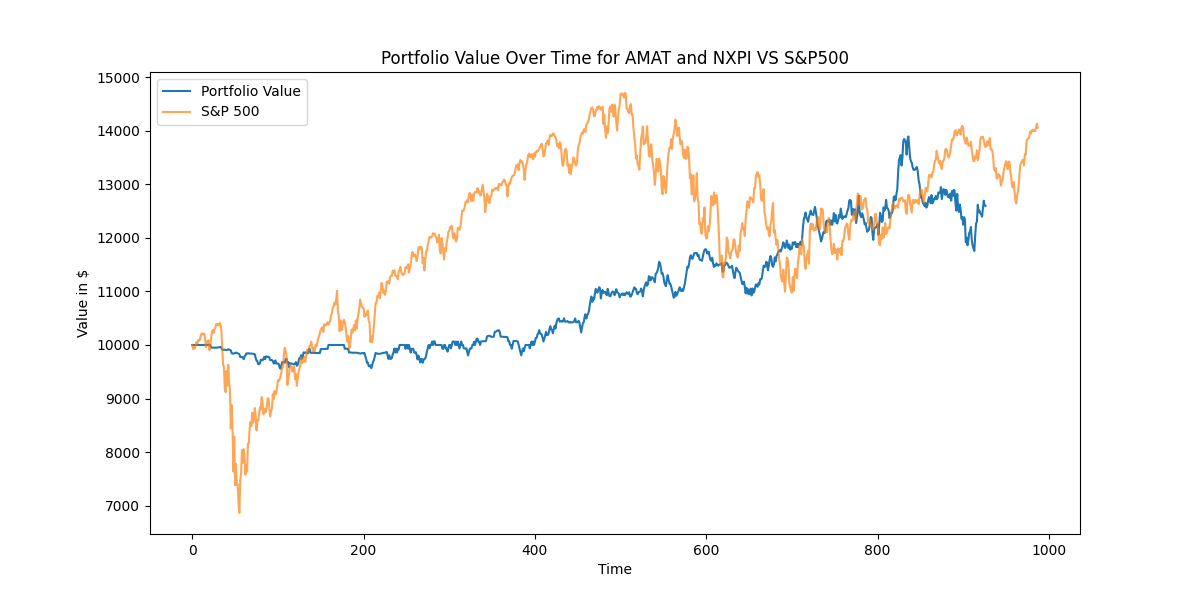 Portfolio Value Over Time for AMAT and NXPI VS S&P500
Portfolio Value
S&P 500
Value in $
15000
14000
13000
12000
11000
10000
9000
8000
7000
0 200 400 600 800 1000
Time